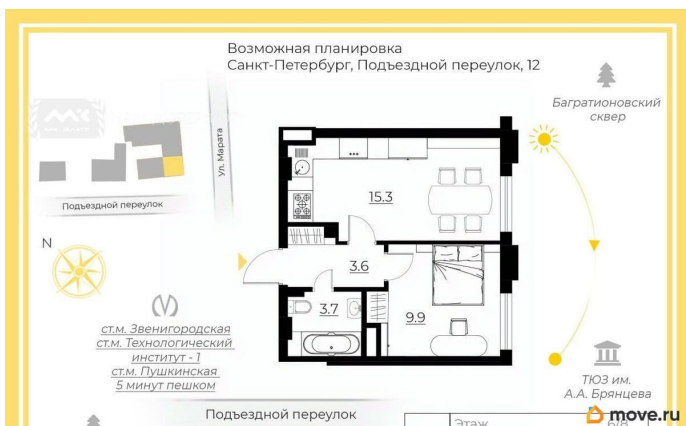 Возможная планировка
Санкт-Петербург, Подъездной переулок, 12
Багратионовский
сквер
ул. Марата
Подъездной переулок
15.3
N
3.6
3.7
9.9
ст.м. Звенигородская
ст.м. Технологический
институт - 1
ст.м. Пушкинская
5 минут пешком
ТЮЗ им.
А.А. Брянцева
Подъездной переулок
Этаж
6/8
move.ru